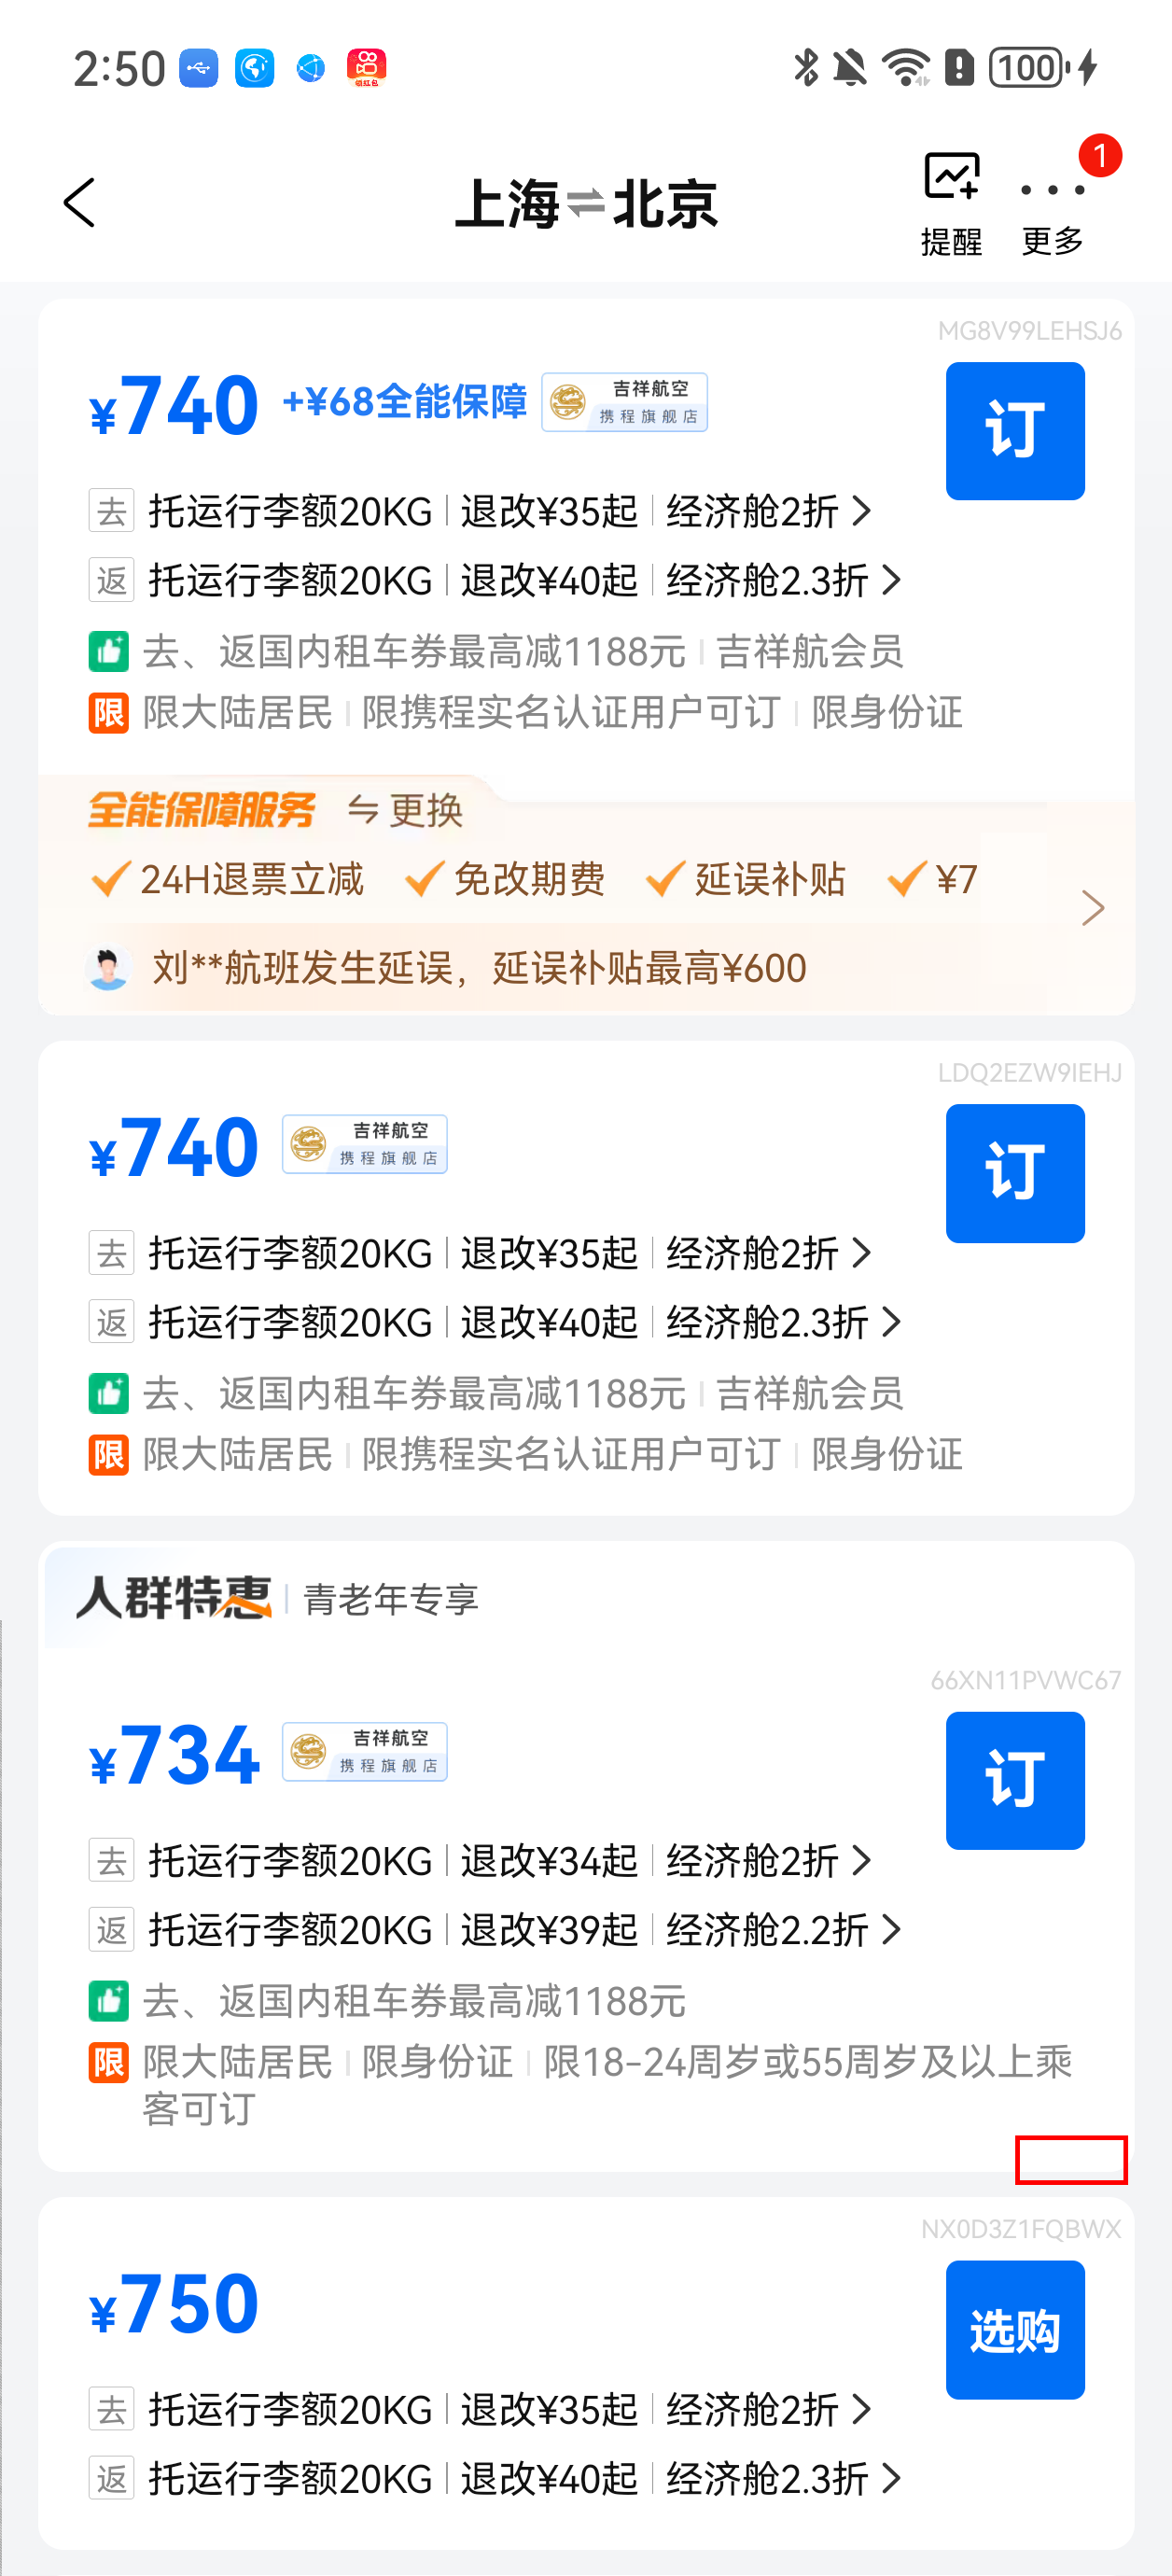 2:50
领红包
100
上海⇌北京
提醒
更多
1
MG8V99LEHSJ6
¥740 +¥68全能保障 吉祥航空 携程旗舰店
订
去 托运行李额20KG 退改¥35起 经济舱2折
返 托运行李额20KG 退改¥40起 经济舱2.3折
去、返国内租车券最高减1188元 吉祥航会员
限 限大陆居民 限携程实名认证用户可订 限身份证
全能保障服务 更换
24H退票立减 免改期费 延误补贴 ¥7
刘**航班发生延误，延误补贴最高¥600
LDQ2EZW9IEHJ
¥740 吉祥航空 携程旗舰店
订
去 托运行李额20KG 退改¥35起 经济舱2折
返 托运行李额20KG 退改¥40起 经济舱2.3折
去、返国内租车券最高减1188元 吉祥航会员
限 限大陆居民 限携程实名认证用户可订 限身份证
人群特惠 青老年专享
66XN11PVWC67
¥734 吉祥航空 携程旗舰店
订
去 托运行李额20KG 退改¥34起 经济舱2折
返 托运行李额20KG 退改¥39起 经济舱2.2折
去、返国内租车券最高减1188元
限 限大陆居民 限身份证 限18-24周岁或55周岁及以上乘
客可订
NX0D3Z1FQBWX
¥750
选购
去 托运行李额20KG 退改¥35起 经济舱2折
返 托运行李额20KG 退改¥40起 经济舱2.3折